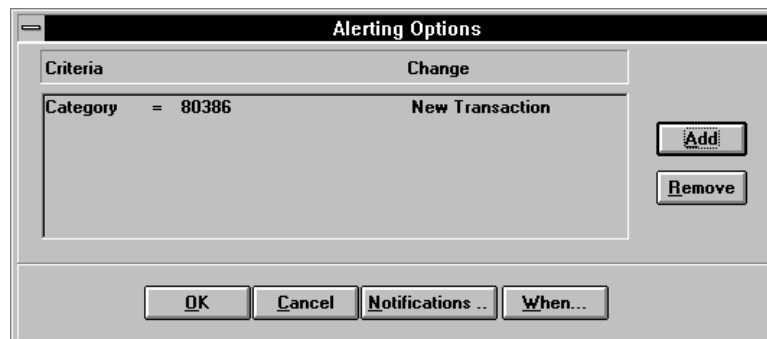 Alerting Options
Criteria Change
Category = 80386 New Transaction
Add
Remove
OK Cancel Notifications .. When...